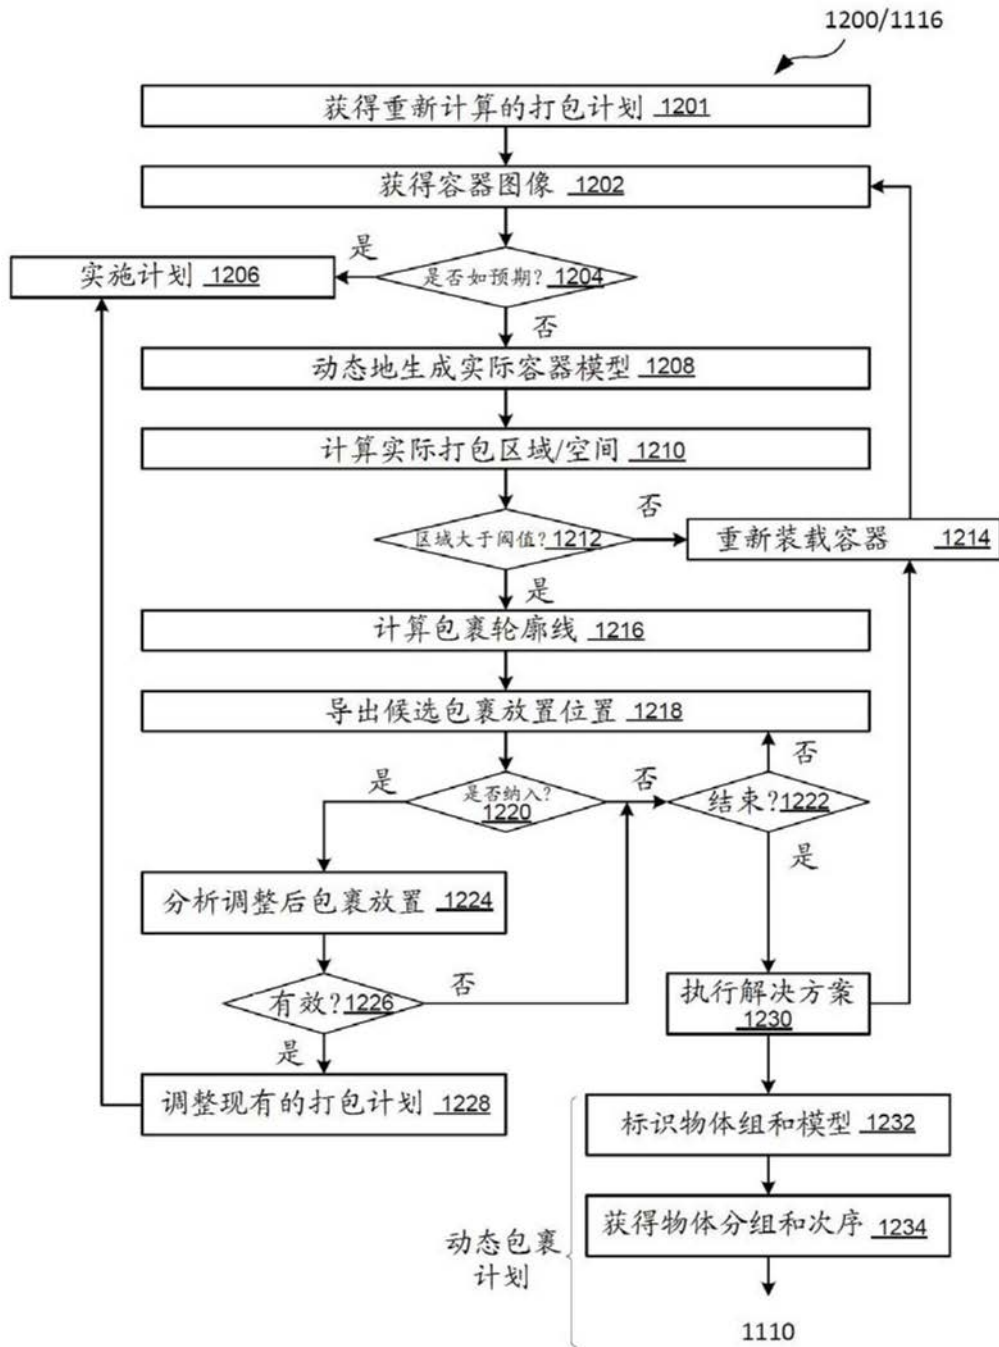 1200/1116
获得重新计算的打包计划 1201
获得容器图像 1202
是
是否如预期? 1204
实施计划 1206
否
动态地生成实际容器模型 1208
计算实际打包区域/空间 1210
否
区域大于阈值? 1212
重新装载容器 1214
是
计算包裹轮廓线 1216
导出候选包裹放置位置 1218
是
否
否
是否纳入?
1220
结束? 1222
是
分析调整后包裹放置 1224
有效? 1226
否
执行解决方案
1230
是
调整现有的打包计划 1228
标识物体组和模型 1232
获得物体分组和次序 1234
动态包裹
计划
1110